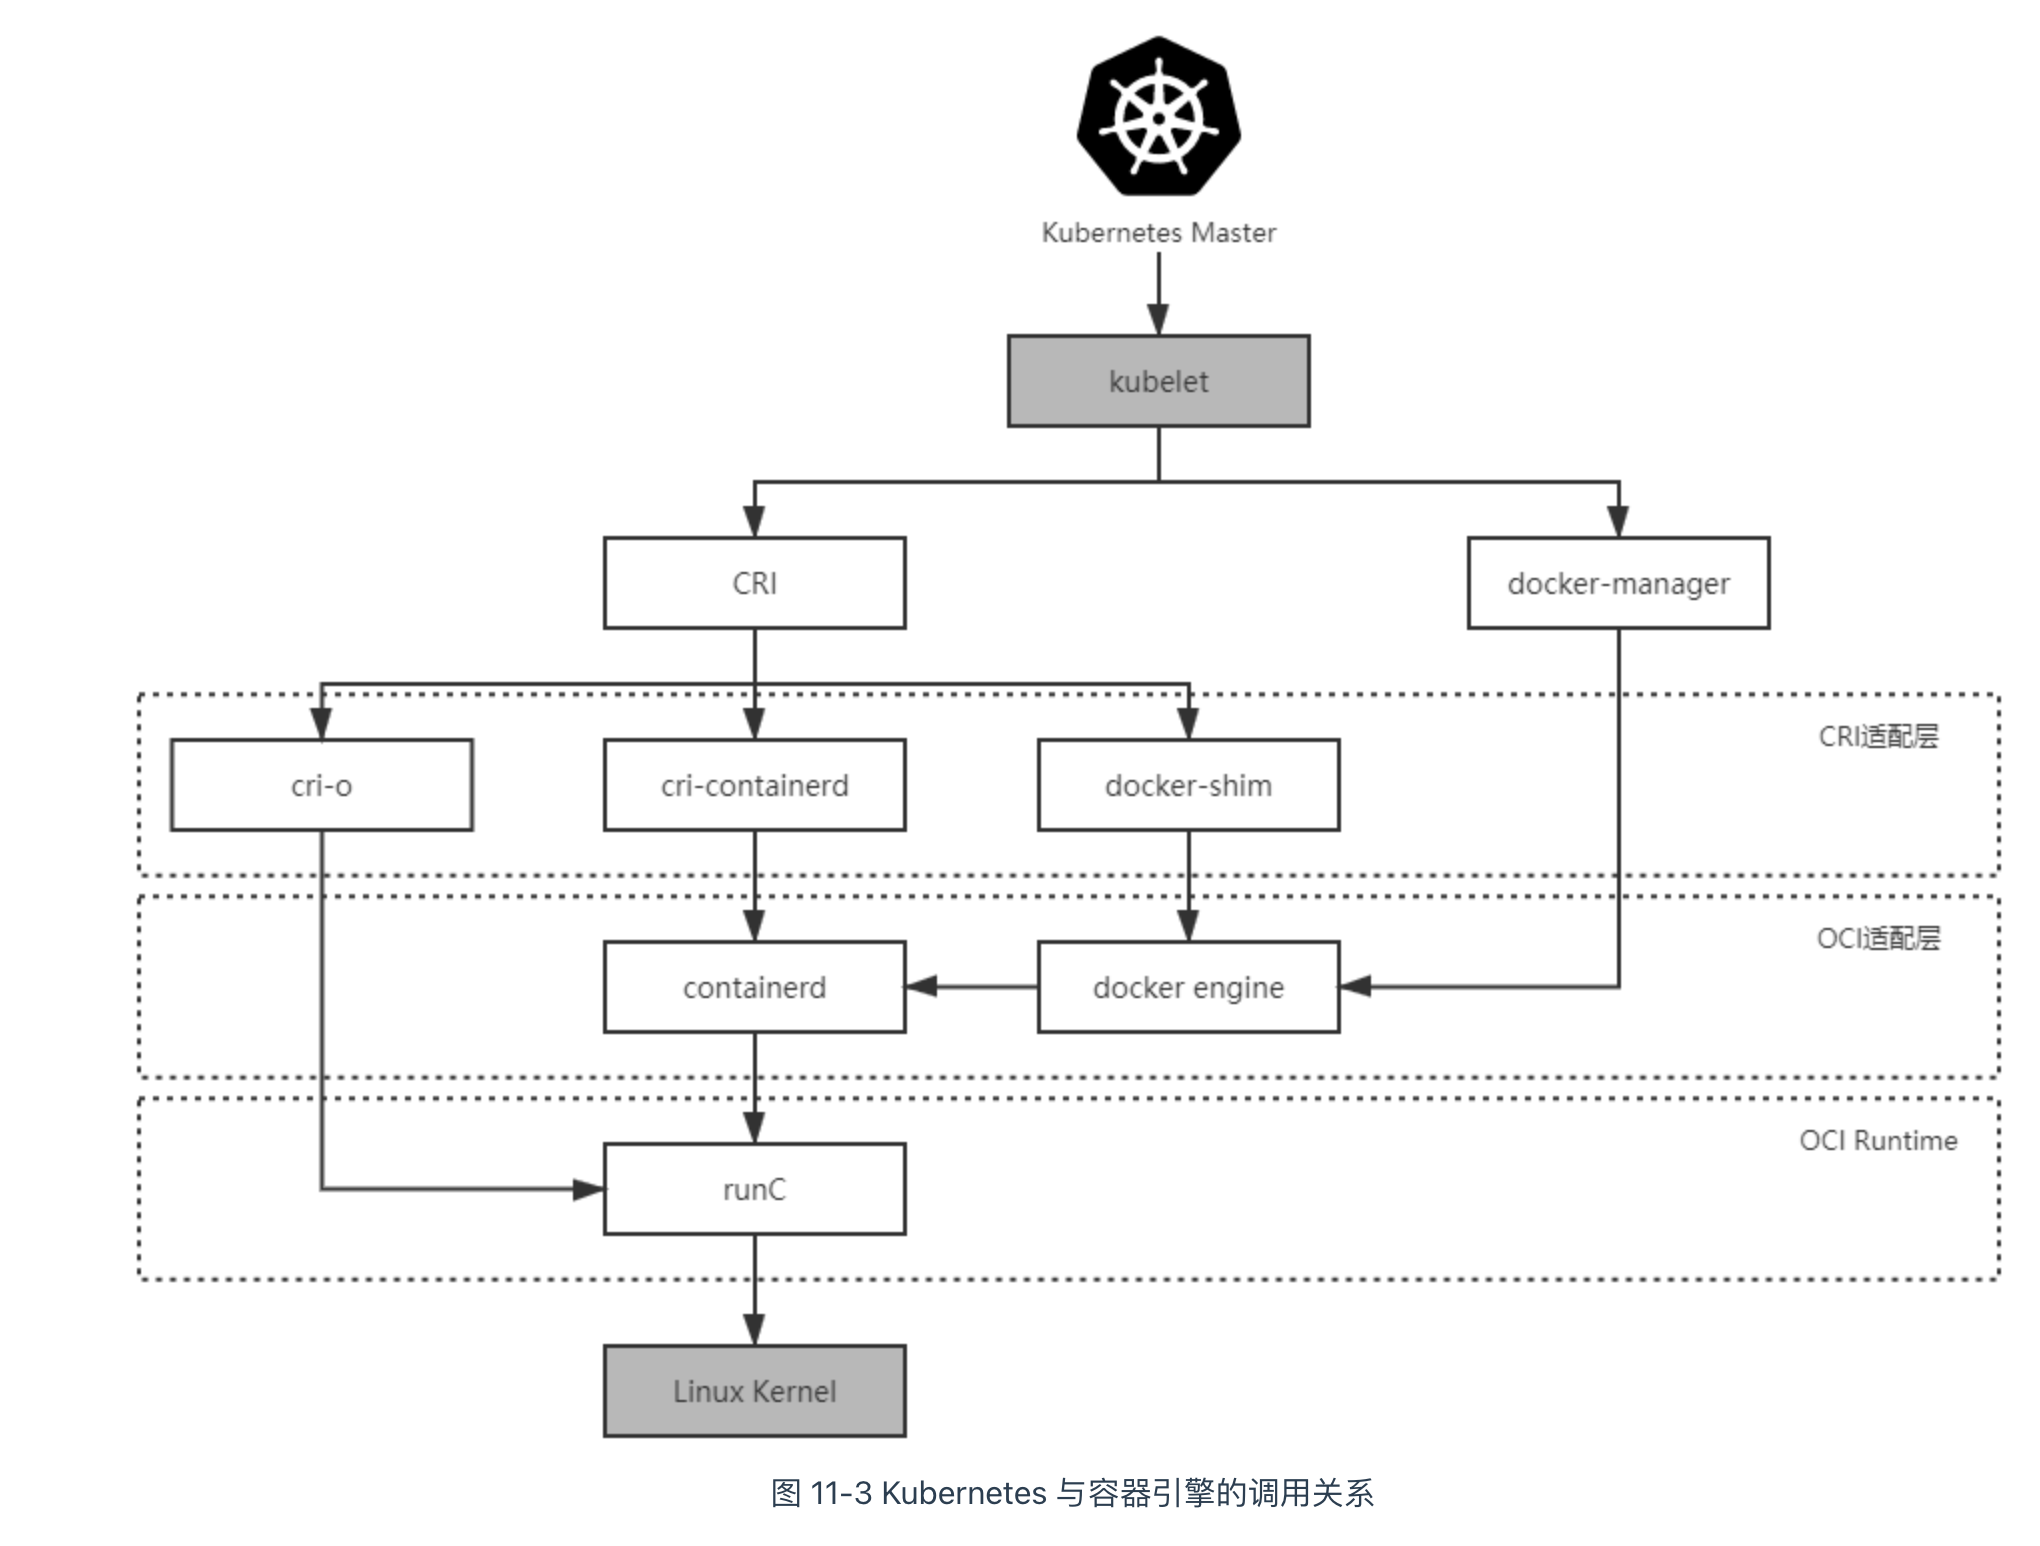 Kubernetes Master
kubelet
CRI
docker-manager
CRI适配层
cri-o
cri-containerd
docker-shim
OCI适配层
containerd
docker engine
OCI Runtime
runC
Linux Kernel
图 11-3 Kubernetes 与容器引擎的调用关系